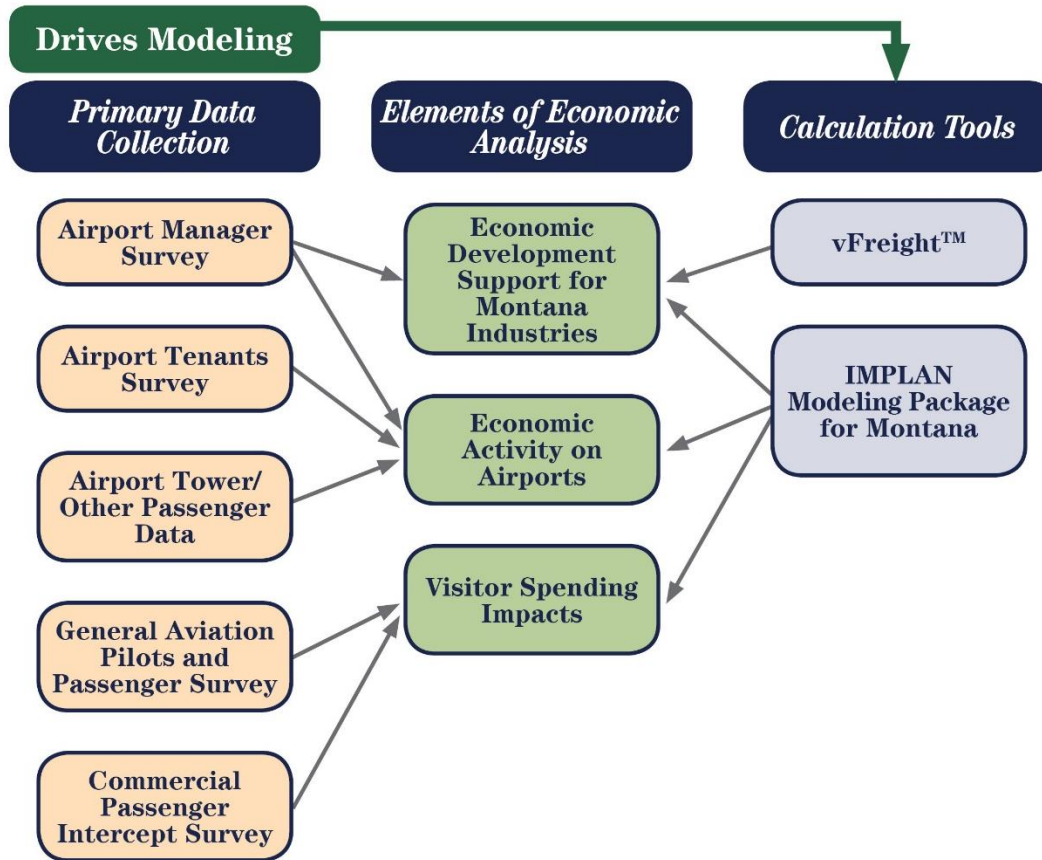 Drives Modeling
Primary Data
Collection
Elements of Economic
Analysis
Calculation Tools
Airport Manager
Survey
Airport Tenants
Survey
Airport Tower/
Other Passenger
Data
General Aviation
Pilots and
Passenger Survey
Commercial
Passenger
Intercept Survey
Economic
Development
Support for
Montana
Industries
Economic
Activity on
Airports
Visitor Spending
Impacts
vFreight™
IMPLAN
Modeling Package
for Montana